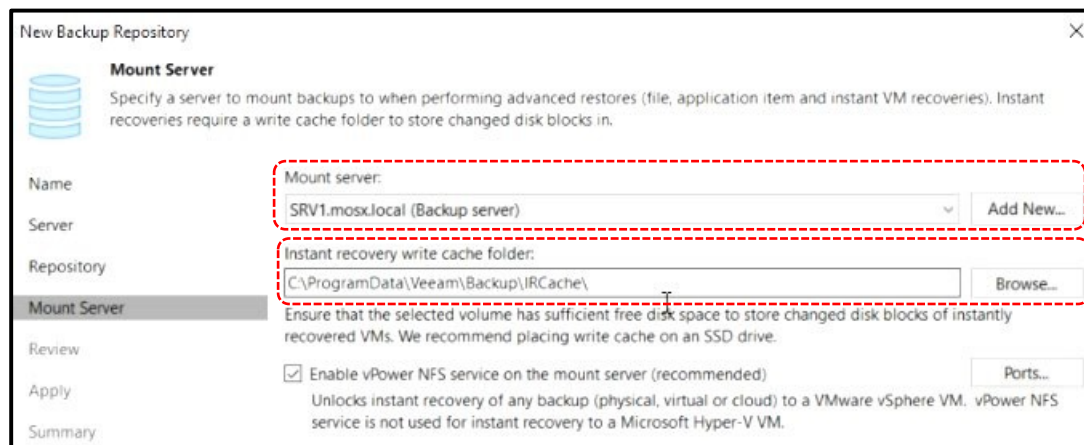 New Backup Repository
Mount Server
Specify a server to mount backups to when performing advanced restores (file, application item and instant VM recoveries). Instant
recoveries require a write cache folder to store changed disk blocks in.
Name
Server
Repository
Mount Server
Review
Apply
Summary
Mount server:
SRV1.mosx.local (Backup server)
Add New...
Instant recovery write cache folder:
C:\ProgramData\Veeam\Backup\IRCache\
Browse...
Ensure that the selected volume has sufficient free disk space to store changed disk blocks of instantly
recovered VMs. We recommend placing write cache on an SSD drive.
Enable vPower NFS service on the mount server (recommended)
Ports...
Unlocks instant recovery of any backup (physical, virtual or cloud) to a VMware vSphere VM. vPower NFS
service is not used for instant recovery to a Microsoft Hyper-V VM.